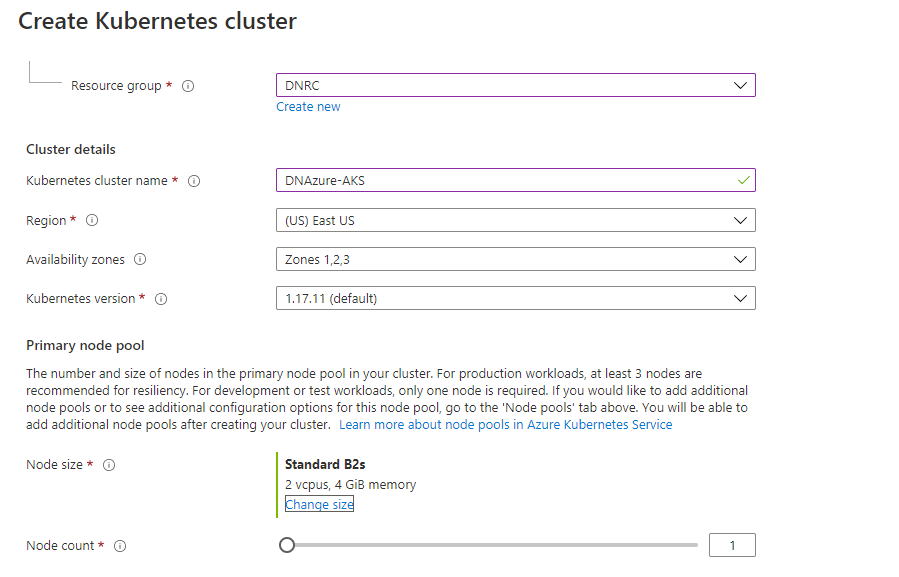 Create Kubernetes cluster
Resource group * ⓘ DNRC
Create new
Cluster details
Kubernetes cluster name * ⓘ DNAzure-AKS
Region * ⓘ (US) East US
Availability zones ⓘ Zones 1,2,3
Kubernetes version * ⓘ 1.17.11 (default)
Primary node pool
The number and size of nodes in the primary node pool in your cluster. For production workloads, at least 3 nodes are
recommended for resiliency. For development or test workloads, only one node is required. If you would like to add additional
node pools or to see additional configuration options for this node pool, go to the 'Node pools' tab above. You will be able to
add additional node pools after creating your cluster. Learn more about node pools in Azure Kubernetes Service
Node size * ⓘ Standard B2s
2 vcpus, 4 GiB memory
Change size
Node count * ⓘ 1